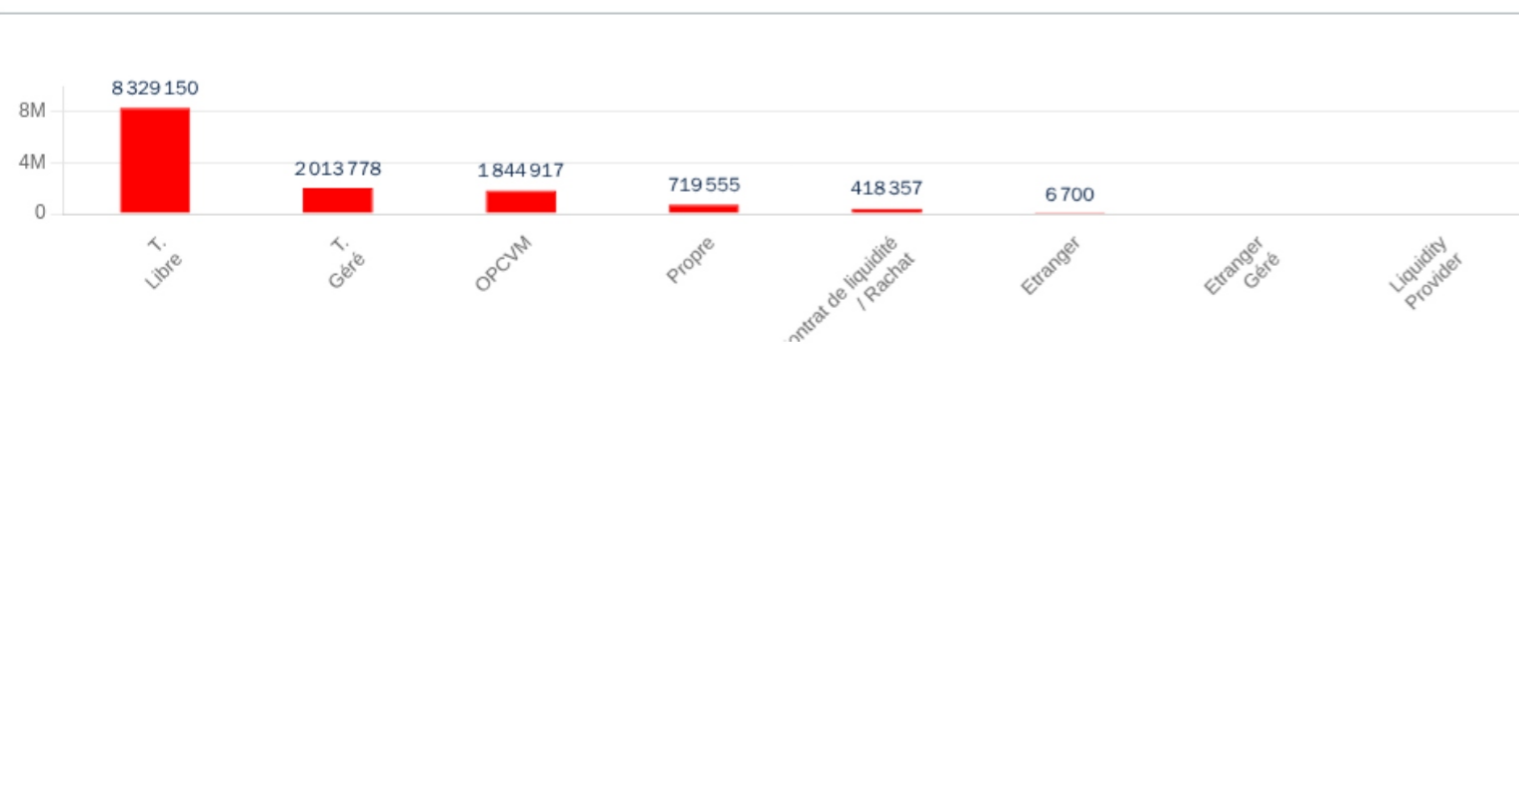 8 329 150
8M
2 013 778
1 844 917
4M
719 555
418 357
6 700
0
T.
Libre
T.
Géré
OPCVM
Propre
de liquidité
/ Rachat
Etranger
Etranger
Géré
Liquidity
Provider